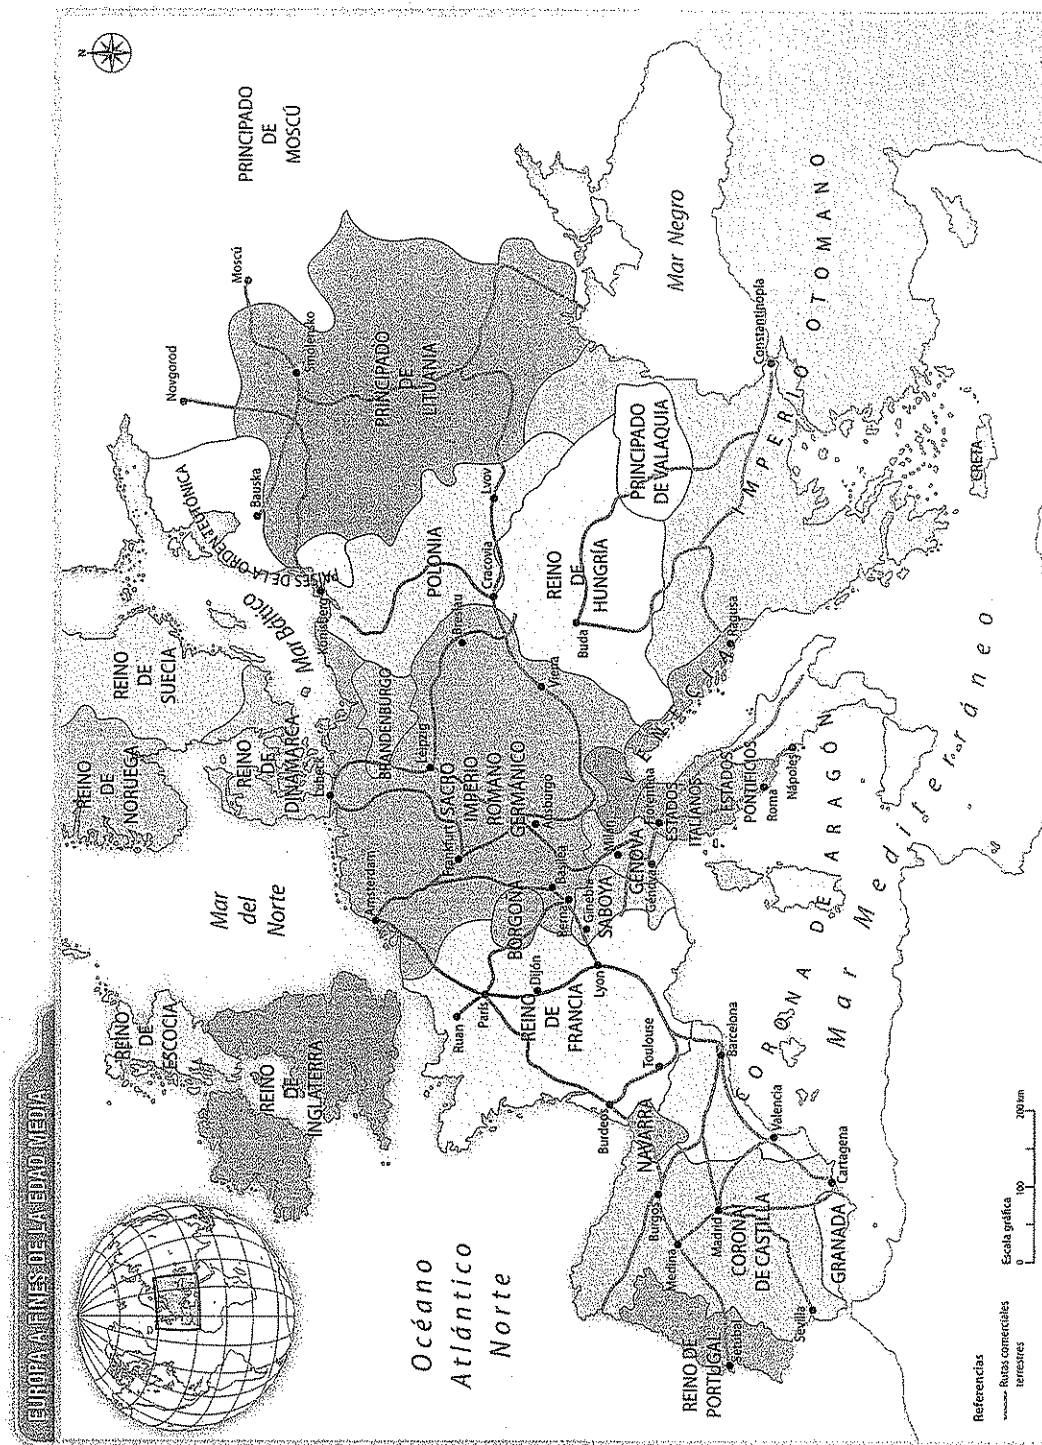 EUROPA A FINES DE LA EDAD MEDIA
N
Océano
Atlántico
Norte
Mar
del
Norte
Mar Báltico
Mar Negro
Mar Mediterráneo
REINO
DE
NORUEGA
REINO
DE
SUECIA
REINO
DE
DINAMARCA
REINO
DE
ESCOCIA
REINO
DE
INGLATERRA
PAÍSES DE LA ORDEN TEUTÓNICA
PRINCIPADO
DE
MOSCÚ
PRINCIPADO
DE
LITUANIA
POLONIA
BRANDENBURGO
SACRO
IMPERIO
ROMANO
GERMÁNICO
BORGOÑA
REINO
DE
FRANCIA
SABOYA
GÉNOVA
ESTADOS
ITALIANOS
ESTADOS
PONTIFICIOS
VENECIA
REINO
DE
HUNGRÍA
PRINCIPADO
DE VALAQUIA
IMPERIO OTOMANO
CRETA
CORONA DE ARAGÓN
NAVARRA
CORONA
DE CASTILLA
GRANADA
REINO DE
PORTUGAL
Novgorod
Moscú
Smolensko
Bauska
Lübeck
Amsterdam
Leipzig
Breslau
Cracovia
Lvov
Frankfurt
Augsburgo
Viena
Buda
Basilea
Berna
Ginebra
Milán
Génova
Florencia
Roma
Nápoles
Ragusa
Constantinopla
Ruan
París
Dijón
Lyon
Burdeos
Toulouse
Barcelona
Valencia
Cartagena
Burgos
Medina
Madrid
Sevilla
Setúbal
Referencias
Rutas comerciales
terrestres
Escala gráfica
0 100 200 km